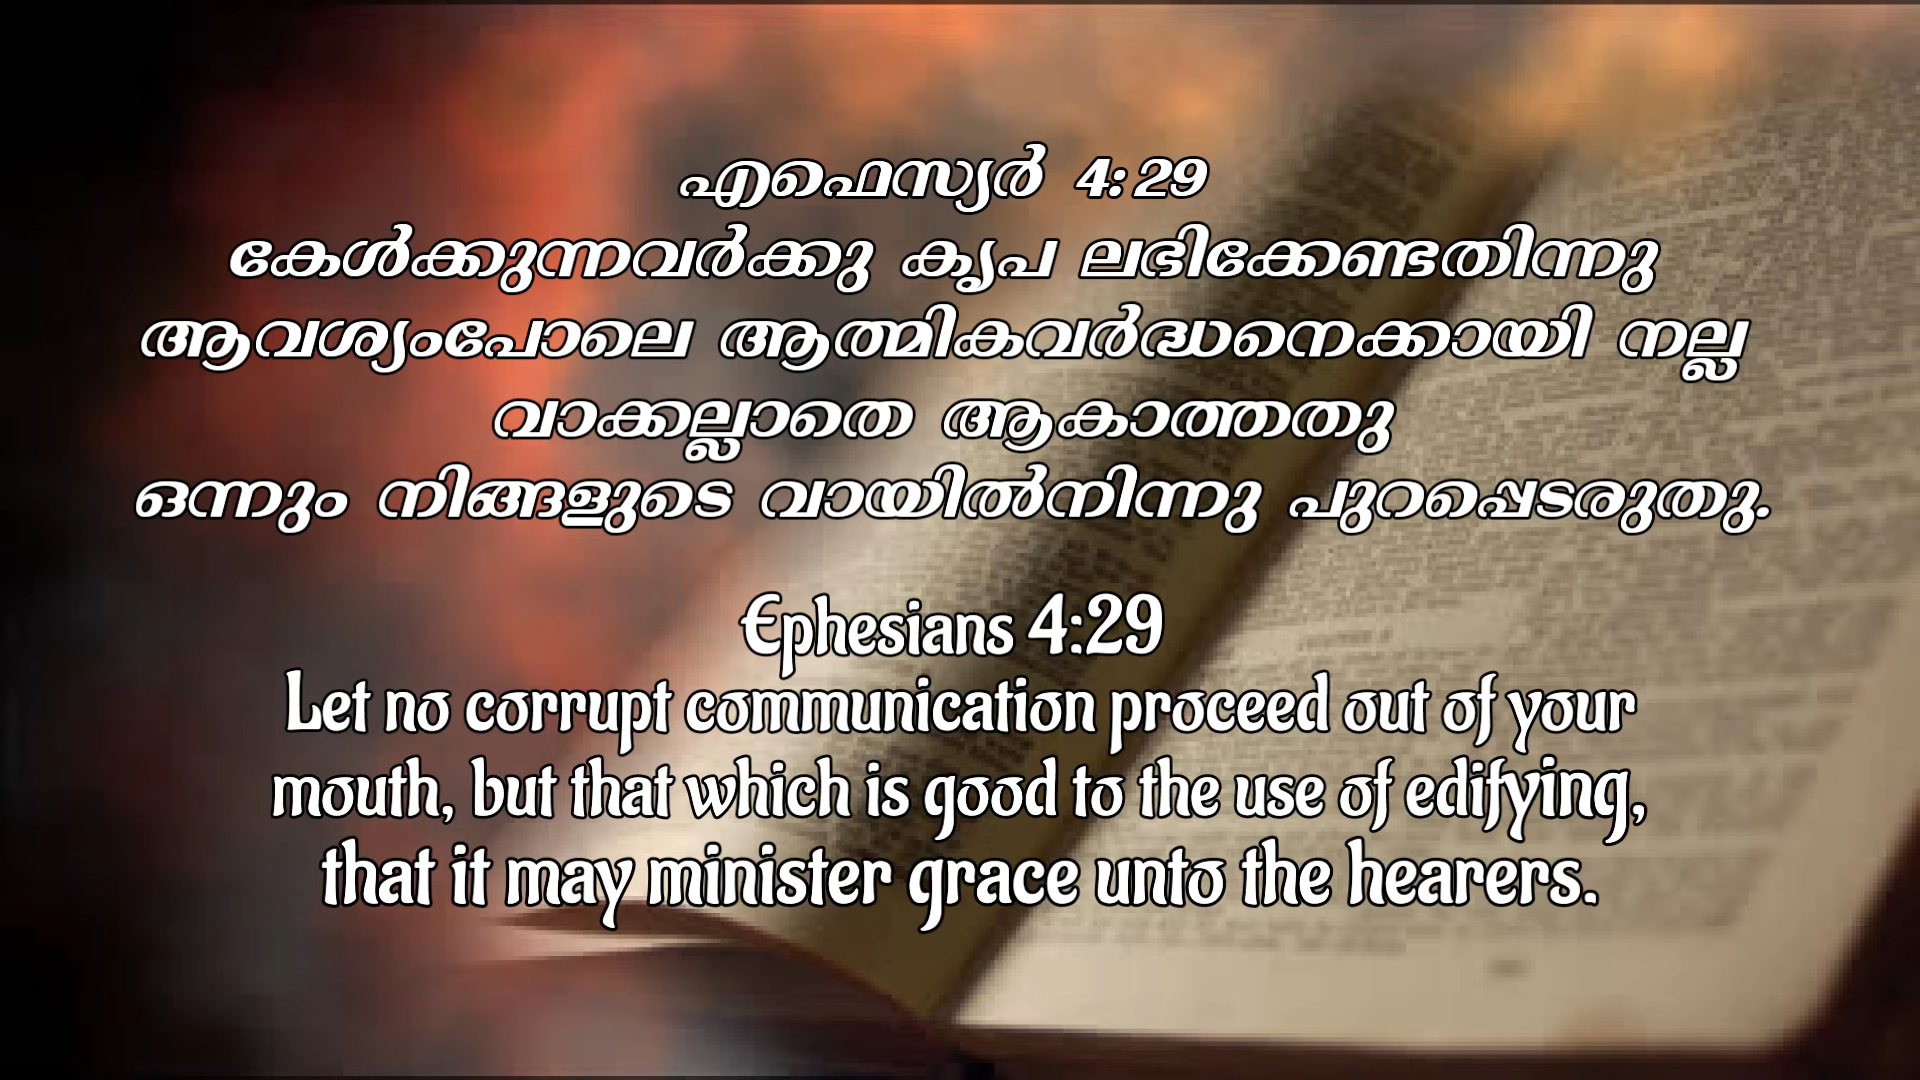 എഫെസ്യർ 4:29
കേൾക്കുന്നവർക്കു കൃപ ലഭിക്കേണ്ടതിന്നു
ആവശ്യംപോലെ ആത്മികവർദ്ധനെക്കായി നല്ല
വാക്കല്ലാതെ ആകാത്തതു
ഒന്നും നിങ്ങളുടെ വായിൽനിന്നു പുറപ്പെടരുതു.
Ephesians 4:29
Let no corrupt communication proceed out of your
mouth, but that which is good to the use of edifying,
that it may minister grace unto the hearers.